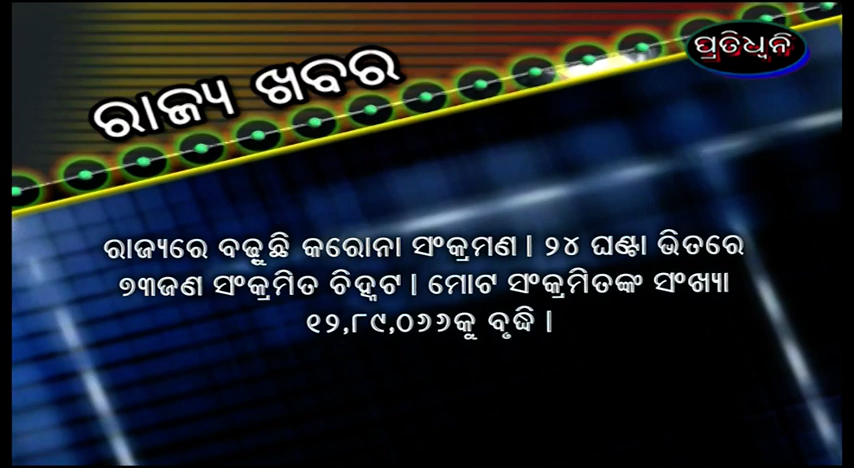 ପ୍ରତିଧ୍ୱନି
ରାଜ୍ୟ ଖବର
ରାଜ୍ୟରେ ବଢୁଛି କରୋନା ସଂକ୍ରମଣ । ୨୪ ଘଣ୍ଟା ଭିତରେ
୭୩ଜଣ ସଂକ୍ରମିତ ଚିହ୍ନଟ । ମୋଟ ସଂକ୍ରମିତଙ୍କ ସଂଖ୍ୟା
୧୨,୮୯,୦୬୬କୁ ବୃଦ୍ଧି ।